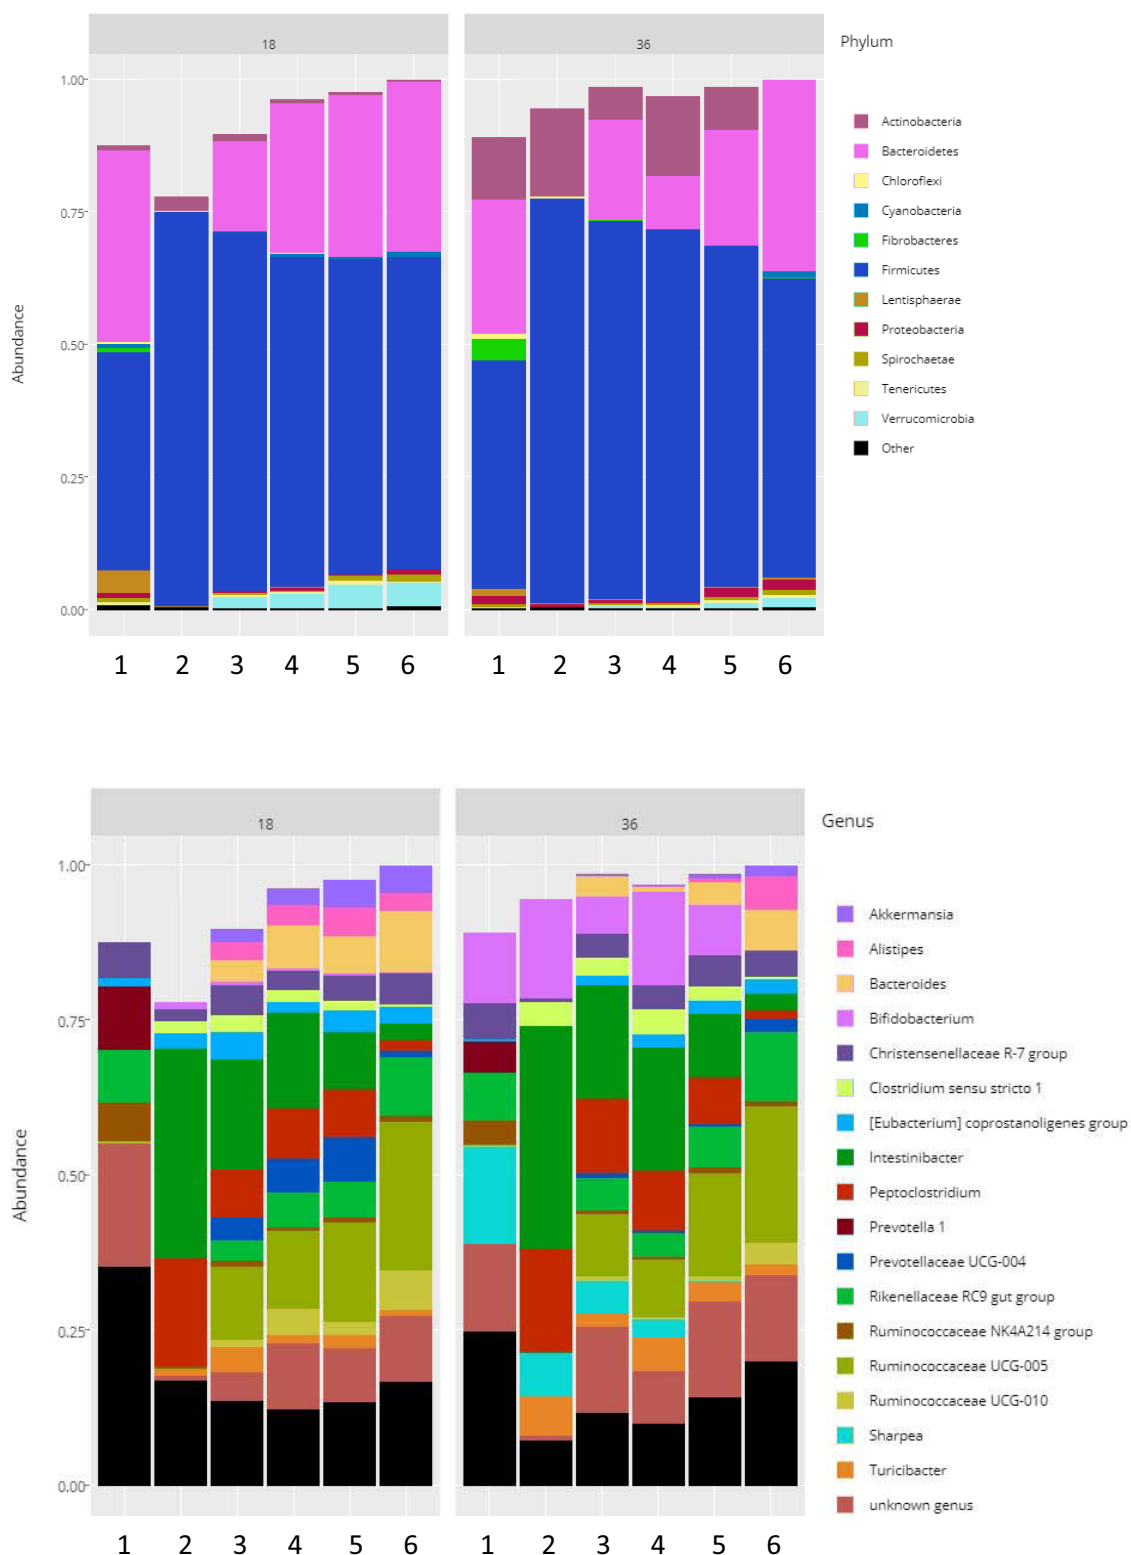 18
36
Phylum
1.00
0.75
0.50
0.25
0.00
Abundance
Actinobacteria
Bacteroidetes
Chloroflexi
Cyanobacteria
Fibrobacteres
Firmicutes
Lentisphaerae
Proteobacteria
Spirochaetae
Tenericutes
Verrucomicrobia
Other
1 2 3 4 5 6 1 2 3 4 5 6
18
36
Genus
1.00
0.75
0.50
0.25
0.00
Abundance
Akkermansia
Alistipes
Bacteroides
Bifidobacterium
Christensenellaceae R-7 group
Clostridium sensu stricto 1
[Eubacterium] coprostanoligenes group
Intestinibacter
Peptoclostridium
Prevotella 1
Prevotellaceae UCG-004
Rikenellaceae RC9 gut group
Ruminococcaceae NK4A214 group
Ruminococcaceae UCG-005
Ruminococcaceae UCG-010
Sharpea
Turicibacter
unknown genus
1 2 3 4 5 6 1 2 3 4 5 6